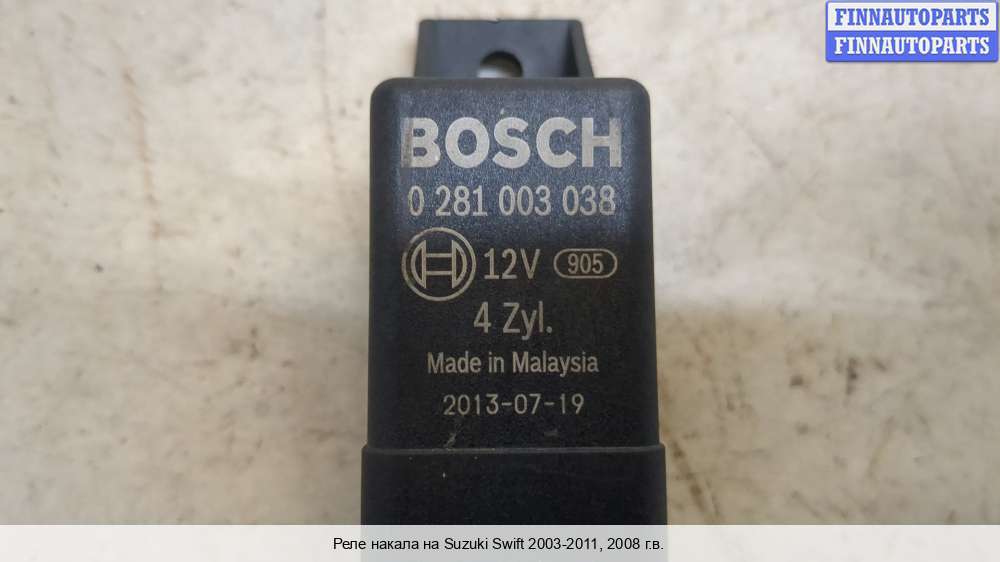 FINNAUTOPARTS
FINNAUTOPARTS
BOSCH
0 281 003 038
12V 905
4 Zyl.
Made in Malaysia
2013-07-19
Реле накала на Suzuki Swift 2003-2011, 2008 г.в.